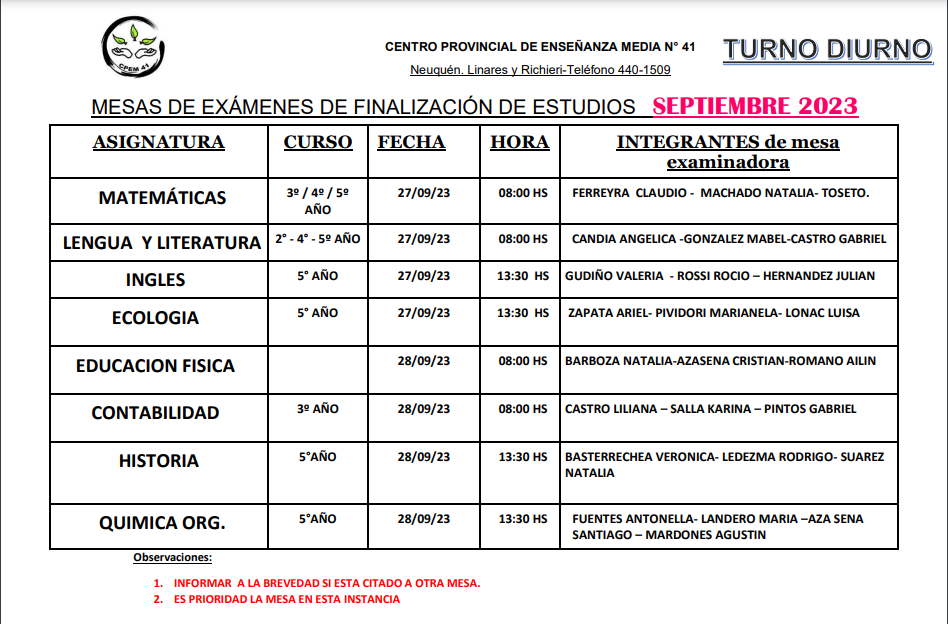 CPEM 41
CENTRO PROVINCIAL DE ENSEÑANZA MEDIA N° 41
TURNO DIURNO
Neuquén. Linares y Richieri-Teléfono 440-1509
MESAS DE EXÁMENES DE FINALIZACIÓN DE ESTUDIOS SEPTIEMBRE 2023
ASIGNATURA CURSO FECHA HORA INTEGRANTES de mesa
examinadora
MATEMÁTICAS 3º / 4º / 5º 27/09/23 08:00 HS FERREYRA CLAUDIO - MACHADO NATALIA- TOSETO.
AÑO
LENGUA Y LITERATURA 2° - 4° - 5º AÑO 27/09/23 08:00 HS CANDIA ANGELICA -GONZALEZ MABEL-CASTRO GABRIEL
INGLES 5° AÑO 27/09/23 13:30 HS GUDIÑO VALERIA - ROSSI ROCIO – HERNANDEZ JULIAN
ECOLOGIA 5° AÑO 27/09/23 13:30 HS ZAPATA ARIEL- PIVIDORI MARIANELA- LONAC LUISA
EDUCACION FISICA 28/09/23 08:00 HS BARBOZA NATALIA-AZASENA CRISTIAN-ROMANO AILIN
CONTABILIDAD 3º AÑO 28/09/23 08:00 HS CASTRO LILIANA – SALLA KARINA – PINTOS GABRIEL
HISTORIA 5°AÑO 28/09/23 13:30 HS BASTERRECHEA VERONICA- LEDEZMA RODRIGO- SUAREZ
NATALIA
QUIMICA ORG. 5°AÑO 28/09/23 13:30 HS FUENTES ANTONELLA- LANDERO MARIA –AZA SENA
SANTIAGO – MARDONES AGUSTIN
Observaciones:
1. INFORMAR A LA BREVEDAD SI ESTA CITADO A OTRA MESA.
2. ES PRIORIDAD LA MESA EN ESTA INSTANCIA